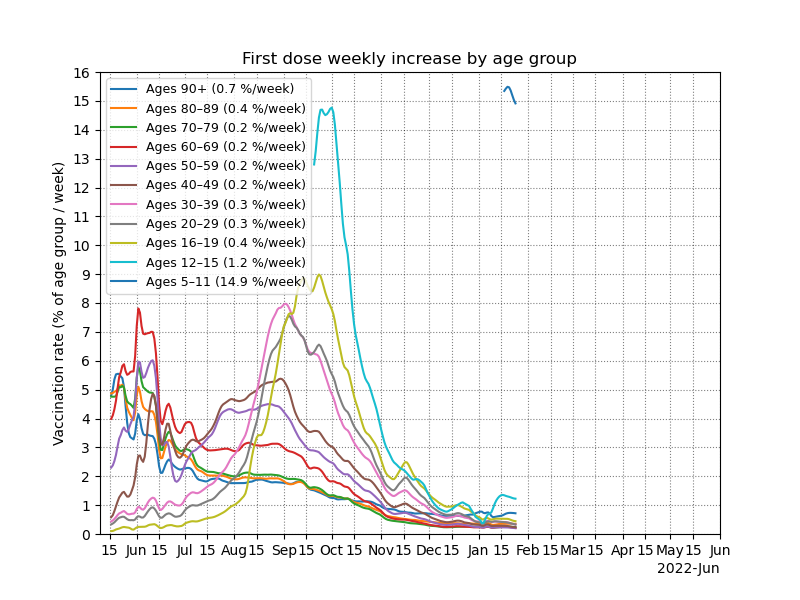 First dose weekly increase by age group
Vaccination rate (% of age group / week)
16
15
14
13
12
11
10
9
8
7
6
5
4
3
2
1
0
Ages 90+ (0.7 %/week)
Ages 80–89 (0.4 %/week)
Ages 70–79 (0.2 %/week)
Ages 60–69 (0.2 %/week)
Ages 50–59 (0.2 %/week)
Ages 40–49 (0.2 %/week)
Ages 30–39 (0.3 %/week)
Ages 20–29 (0.3 %/week)
Ages 16–19 (0.4 %/week)
Ages 12–15 (1.2 %/week)
Ages 5–11 (14.9 %/week)
15 Jun 15 Jul 15 Aug 15 Sep 15 Oct 15 Nov 15 Dec 15 Jan 15 Feb 15 Mar 15 Apr 15 May 15 Jun
2022-Jun